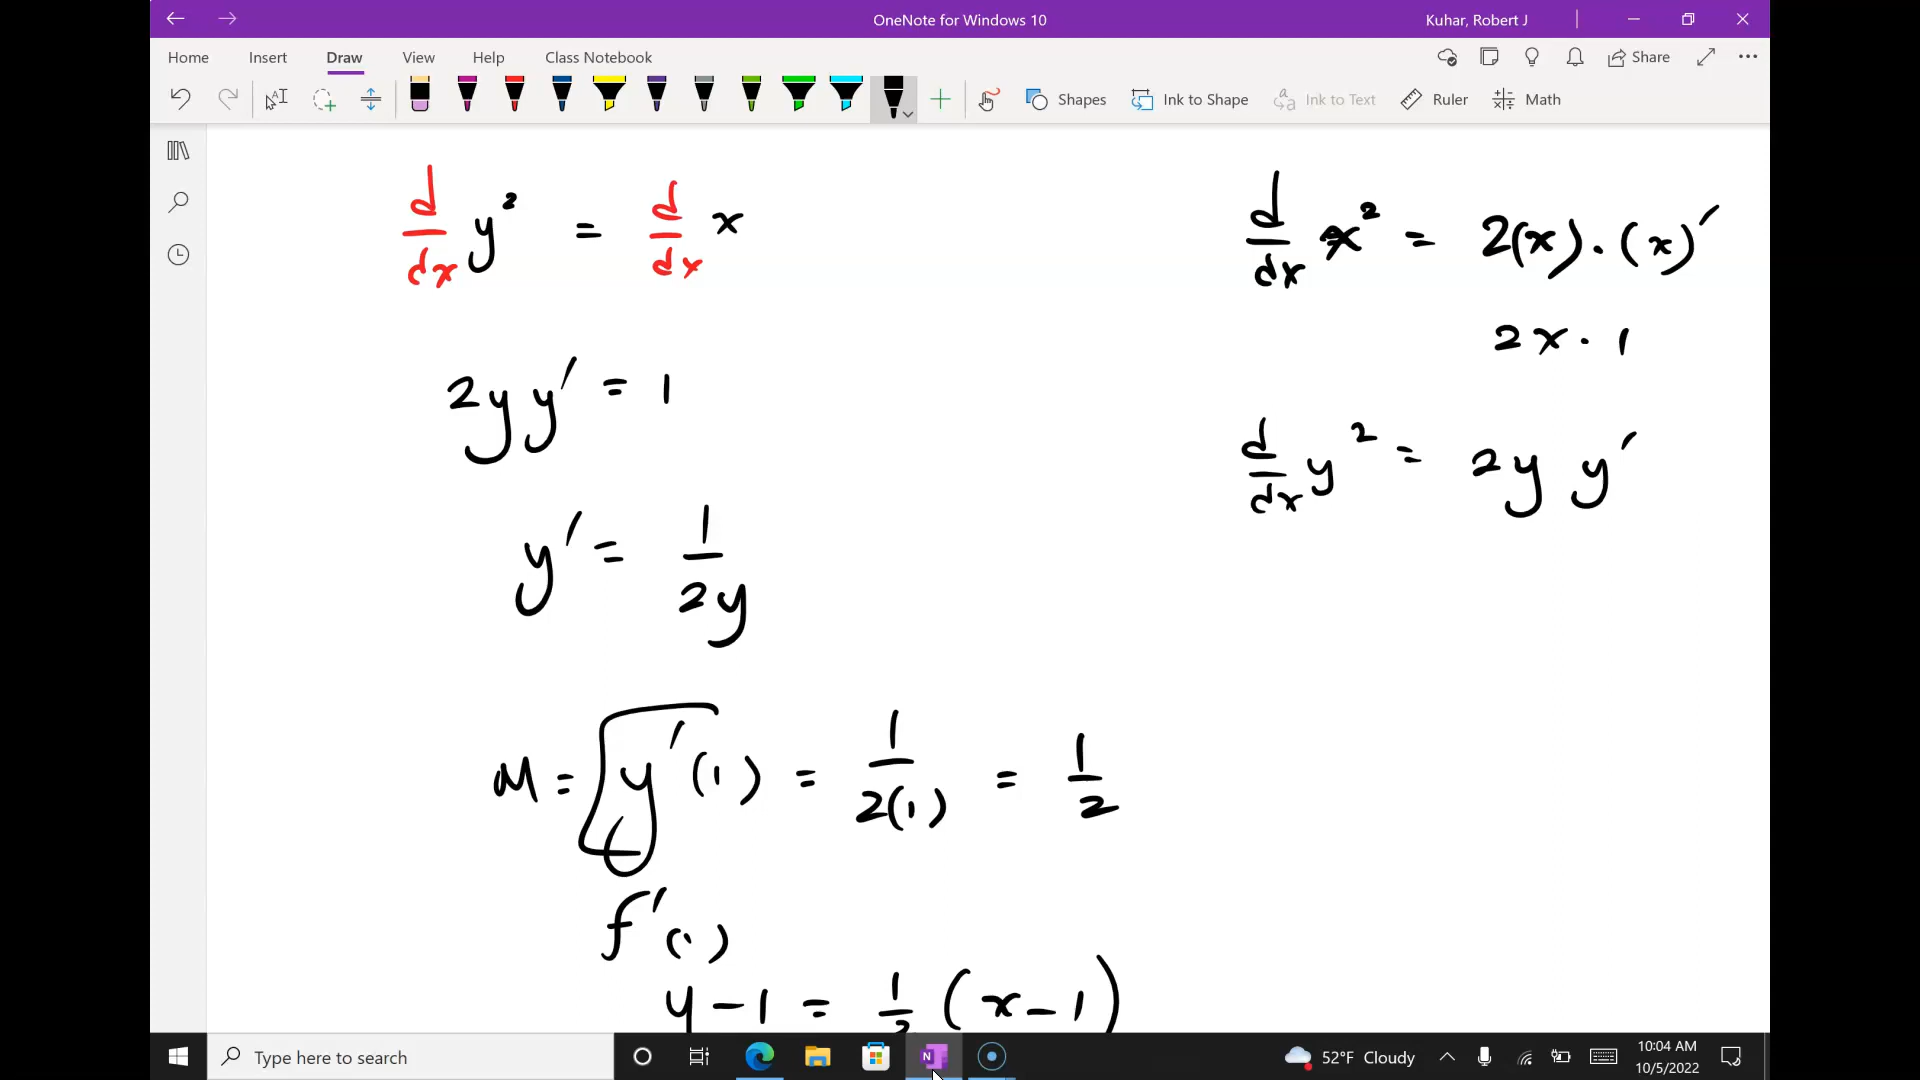 OneNote for Windows 10
Kuhar, Robert J
Home Insert Draw View Help Class Notebook Share
Shapes Ink to Shape Ink to Text Ruler Math
d/dx y² = d/dx x
2y y' = 1
y' = 1/2y
M = y'(1) = 1/2(1) = 1/2
f'(1)
y - 1 = 1/2 (x - 1)
d/dx x² = 2(x) · (x)'
2x · 1
d/dx y² = 2y y'
Type here to search
N
52°F Cloudy
10:04 AM
10/5/2022